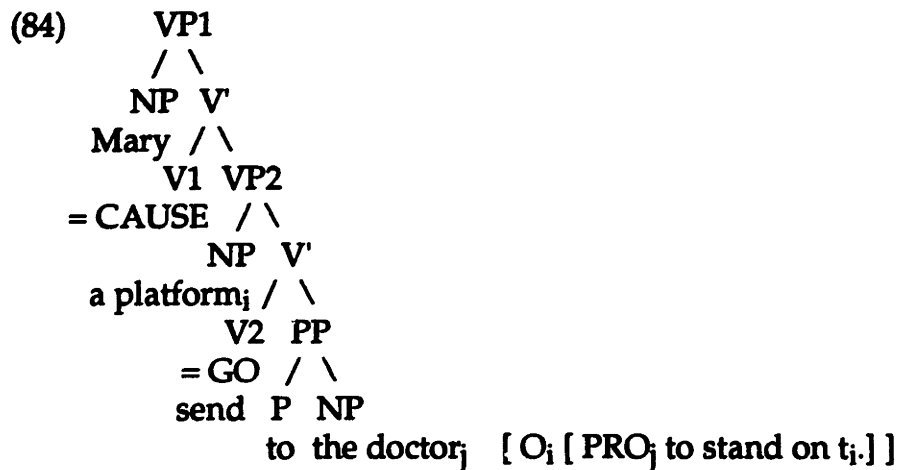 (84) VP1
/ \
NP V'
Mary / \
V1 VP2
= CAUSE / \
NP V'
a platformi / \
V2 PP
= GO / \
send P NP
to the doctorj [ Oi [ PROj to stand on ti.] ]